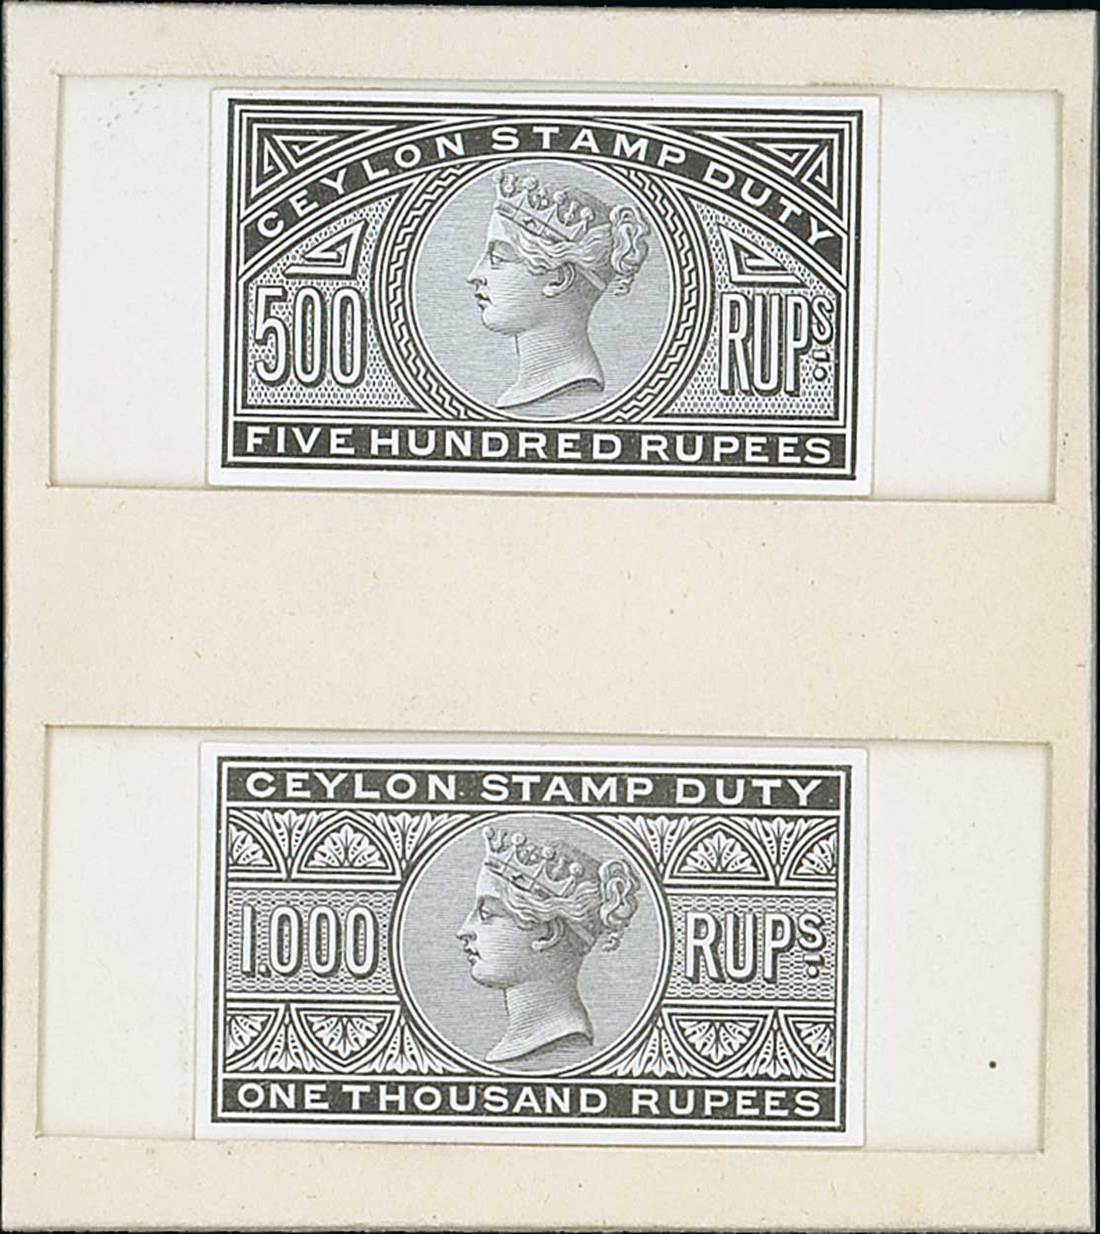 CEYLON STAMP DUTY
500 RUPS.
FIVE HUNDRED RUPEES
CEYLON STAMP DUTY
1.000 RUPS.
ONE THOUSAND RUPEES